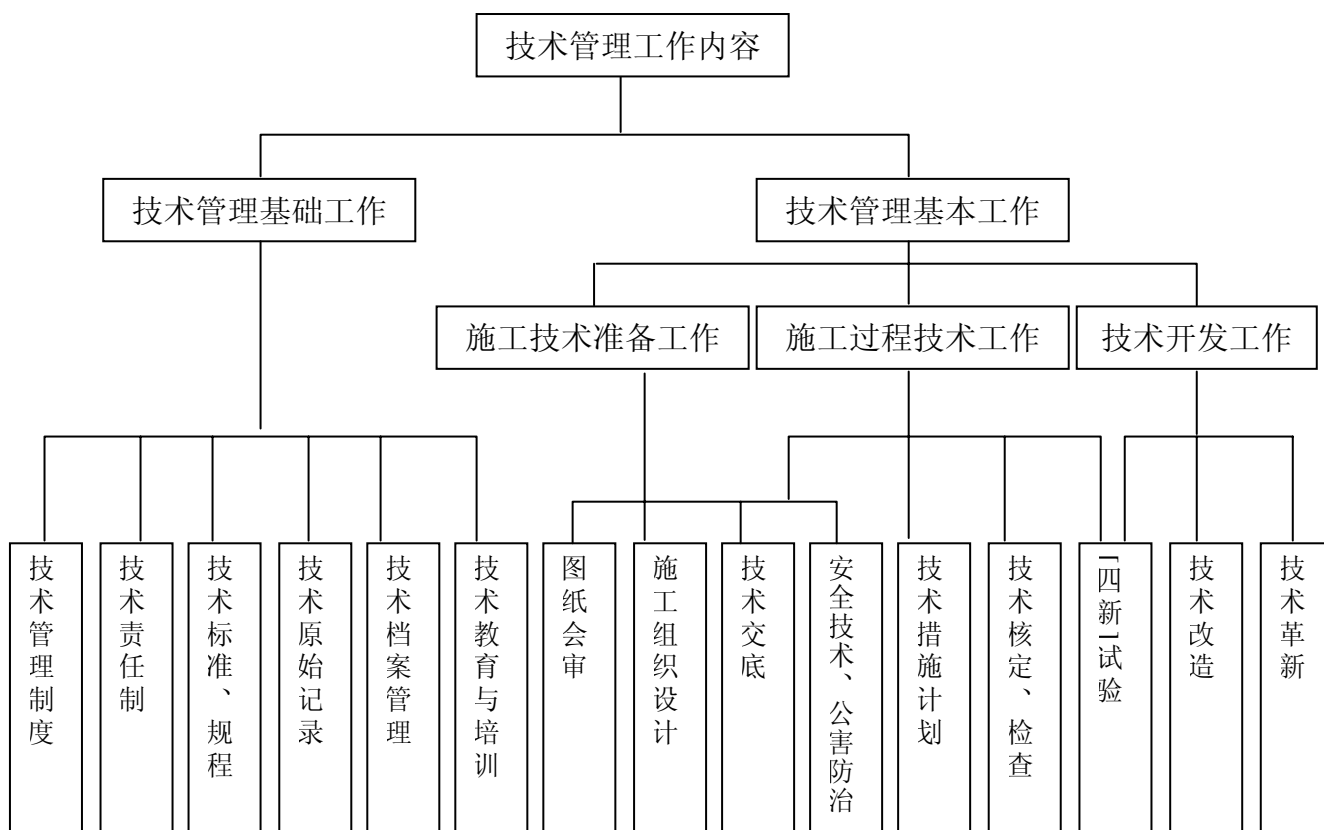 技术管理工作内容
技术管理基础工作
技术管理基本工作
施工技术准备工作
施工过程技术工作
技术开发工作
技术管理制度
技术责任制
技术标准、规程
技术原始记录
技术档案管理
技术教育与培训
图纸会审
施工组织设计
技术交底
安全技术、公害防治
技术措施计划
技术核定、检查
「四新」试验
技术改造
技术革新